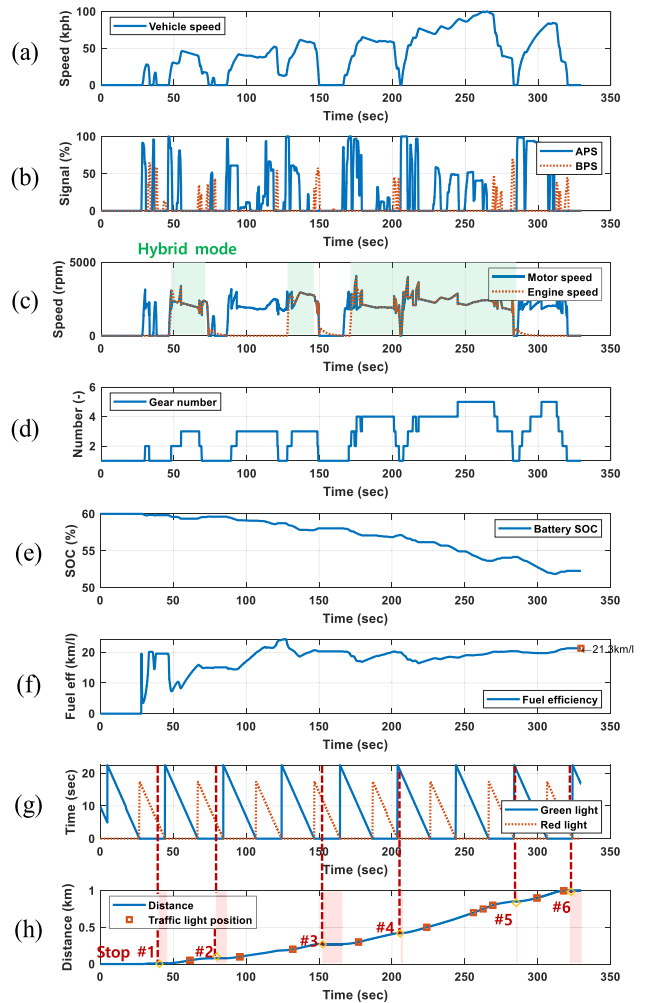 (a)
Speed (kph)
100
50
0
Vehicle speed
0 50 100 150 200 250 300 350
Time (sec)
(b)
Signal (%)
100
50
0
APS
BPS
0 50 100 150 200 250 300 350
Time (sec)
Hybrid mode
(c)
Speed (rpm)
5000
0
Motor speed
Engine speed
0 50 100 150 200 250 300 350
Time (sec)
(d)
Number (-)
6
4
2
Gear number
0 50 100 150 200 250 300 350
Time (sec)
(e)
SOC (%)
60
55
50
Battery SOC
0 50 100 150 200 250 300 350
Time (sec)
(f)
Fuel eff (km/l)
20
10
0
21.3km/l
Fuel efficiency
0 50 100 150 200 250 300 350
Time (sec)
(g)
Time (sec)
20
10
0
Green light
Red light
0 50 100 150 200 250 300 350
Time (sec)
(h)
Distance (km)
1
0.5
0
Distance
Traffic light position
Stop #1 #2 #3 #4 #5 #6
0 50 100 150 200 250 300 350
Time (sec)